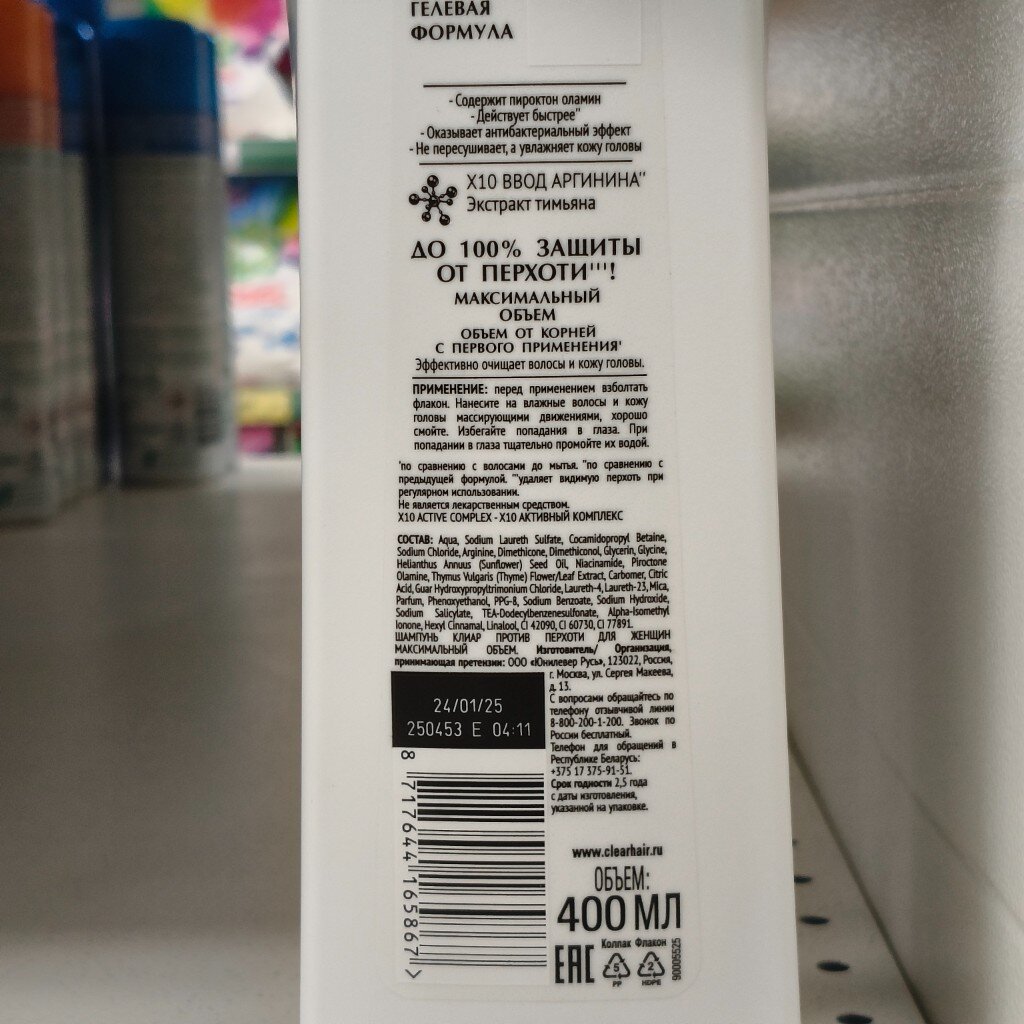 ГЕЛЕВАЯ
ФОРМУЛА
- Содержит пироктон оламин
- Действует быстрее''
- Оказывает антибактериальный эффект
- Не пересушивает, а увлажняет кожу головы
X10 ВВОД АРГИНИНА''
Экстракт тимьяна
ДО 100% ЗАЩИТЫ
ОТ ПЕРХОТИ'''!
МАКСИМАЛЬНЫЙ
ОБЪЕМ
ОБЪЕМ ОТ КОРНЕЙ
С ПЕРВОГО ПРИМЕНЕНИЯ'
Эффективно очищает волосы и кожу головы.
ПРИМЕНЕНИЕ: перед применением взболтать
флакон. Нанесите на влажные волосы и кожу
головы массирующими движениями, хорошо
смойте. Избегайте попадания в глаза. При
попадании в глаза тщательно промойте их водой.
'по сравнению с волосами до мытья. ''по сравнению с
предыдущей формулой. '''удаляет видимую перхоть при
регулярном использовании.
Не является лекарственным средством.
X10 ACTIVE COMPLEX - X10 АКТИВНЫЙ КОМПЛЕКС
СОСТАВ: Aqua, Sodium Laureth Sulfate, Cocamidopropyl Betaine,
Sodium Chloride, Arginine, Dimethicone, Dimethiconol, Glycerin, Glycine,
Helianthus Annuus (Sunflower) Seed Oil, Niacinamide, Piroctone
Olamine, Thymus Vulgaris (Thyme) Flower/Leaf Extract, Carbomer, Citric
Acid, Guar Hydroxypropyltrimonium Chloride, Laureth-4, Laureth-23, Mica,
Parfum, Phenoxyethanol, PPG-8, Sodium Benzoate, Sodium Hydroxide,
Sodium Salicylate, TEA-Dodecylbenzenesulfonate, Alpha-Isomethyl
Ionone, Hexyl Cinnamal, Linalool, CI 42090, CI 60730, CI 77891.
ШАМПУНЬ КЛИАР ПРОТИВ ПЕРХОТИ ДЛЯ ЖЕНЩИН
МАКСИМАЛЬНЫЙ ОБЪЕМ. Изготовитель/ Организация,
принимающая претензии: ООО «Юнилевер Русь», 123022, Россия,
г. Москва, ул. Сергея Макеева,
д. 13.
С вопросами обращайтесь по
телефону отзывчивой линии
8-800-200-1-200. Звонок по
России бесплатный.
Телефон для обращений в
Республике Беларусь:
+375 17 375-91-51.
Срок годности 2,5 года
с даты изготовления,
указанной на упаковке.
24/01/25
250453 E 04:11
8 717644 165867 >
www.clearhair.ru
ОБЪЕМ:
400 МЛ
EAC
Колпак Флакон
5 2
PP HDPE
90005525